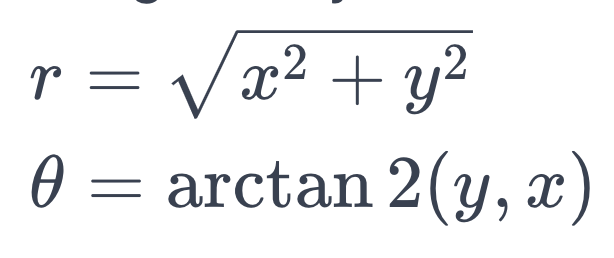 r = √(x² + y²)
θ = arctan 2(y, x)